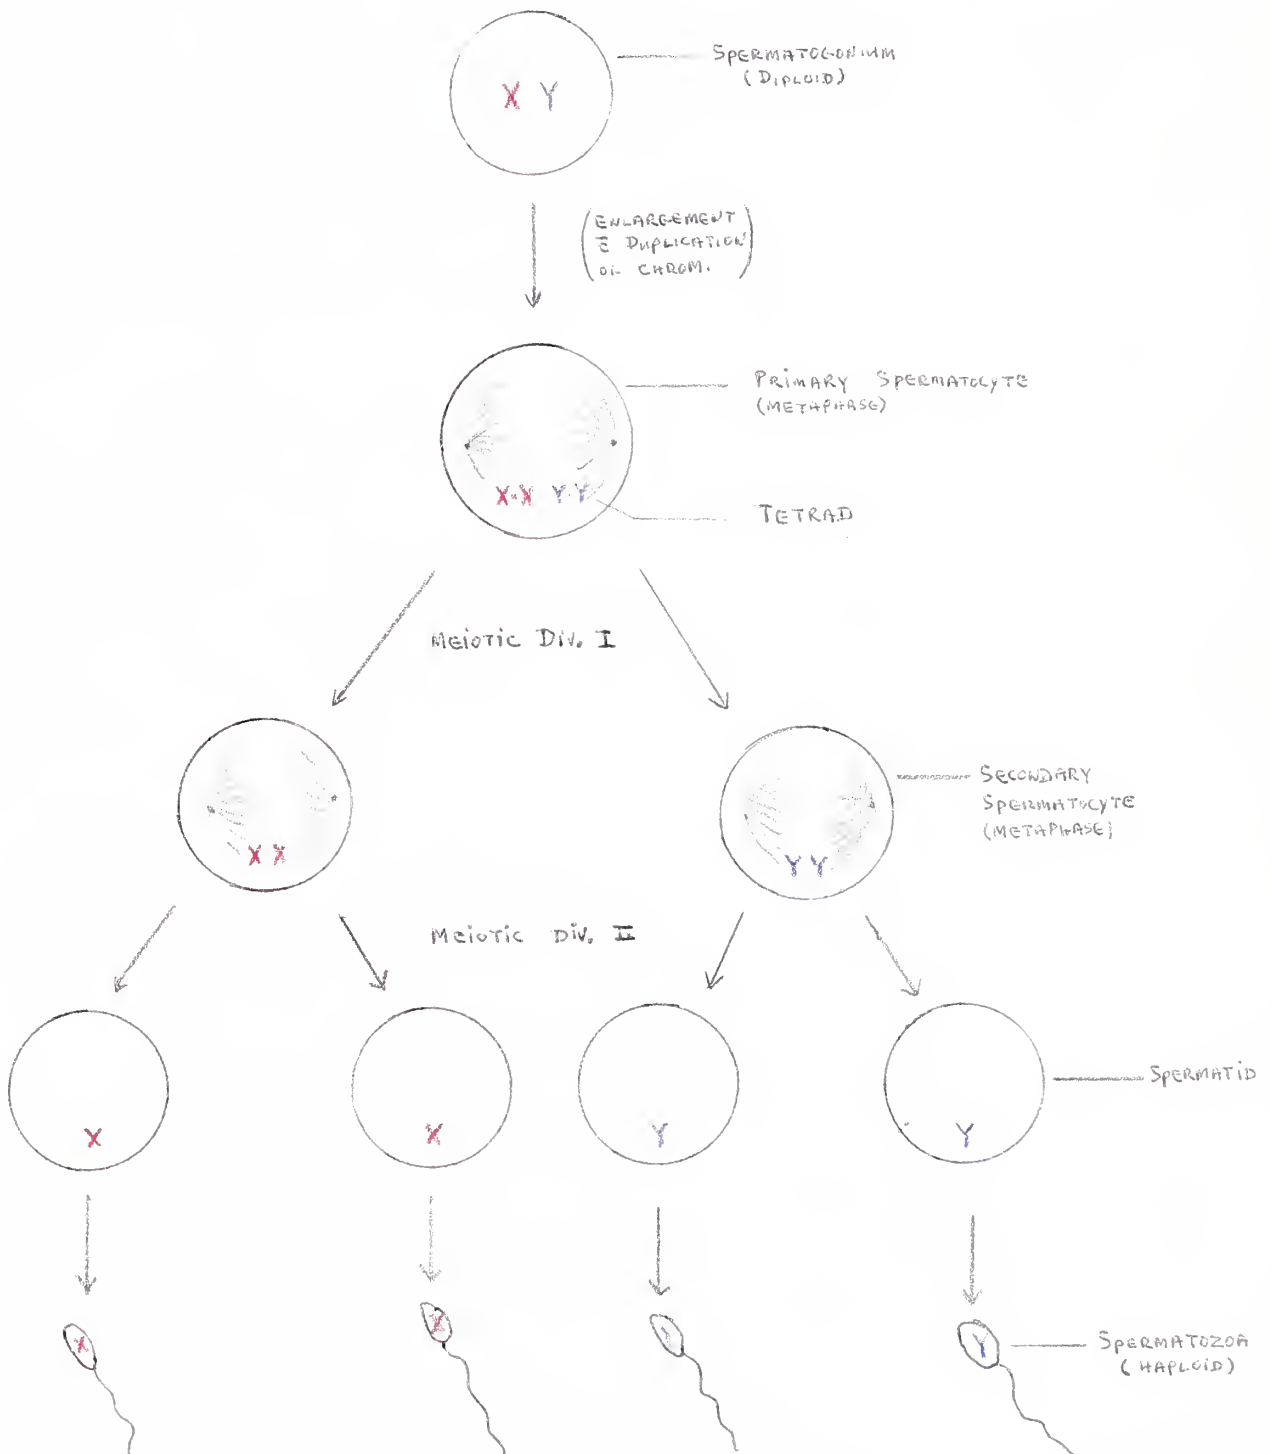 SPERMATOGONIUM
(DIPLOID)
X Y
(ENLARGEMENT
c̄ DUPLICATION
OF CHROM.)
PRIMARY SPERMATOLYTE
(METAPHASE)
X-X Y Y
TETRAD
MEIOTIC DIV. I
SECONDARY
SPERMATOCYTE
(METAPHASE)
X X
Y Y
MEIOTIC DIV. II
SPERMATID
X X Y Y
X X Y Y
SPERMATOZOA
(HAPLOID)